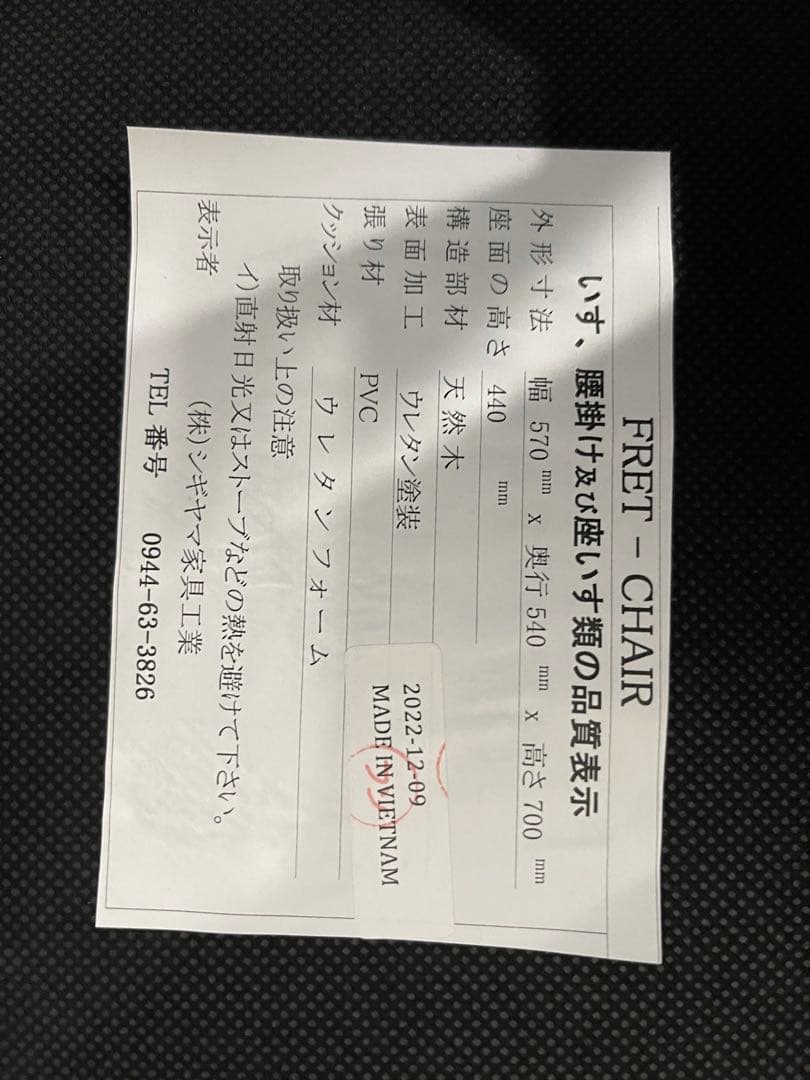 FRET－CHAIR
いす、腰掛け及び座いす類の品質表示
外形寸法 幅 570 mm x 奥行 540 mm x 高さ 700 mm
座面の高さ 440 mm
構造部材 天然木
表面加工 ウレタン塗装
張り材 PVC
クッション材 ウレタンフォーム
取り扱い上の注意
イ)直射日光又はストーブなどの熱を避けて下さい。
表示者 (株)シギヤマ家具工業
TEL 番号 0944-63-3826
2022-12-09
MADE IN VIETNAM